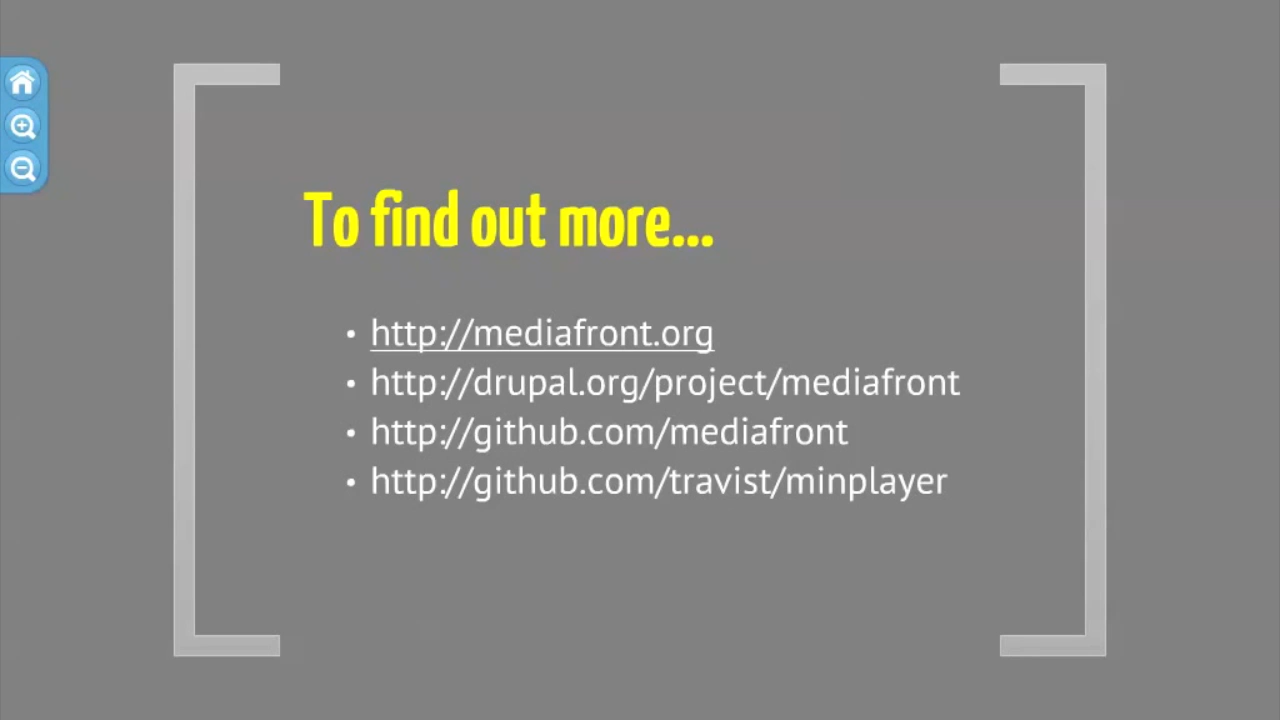 To find out more...
• http://mediafront.org
• http://drupal.org/project/mediafront
• http://github.com/mediafront
• http://github.com/travist/minplayer